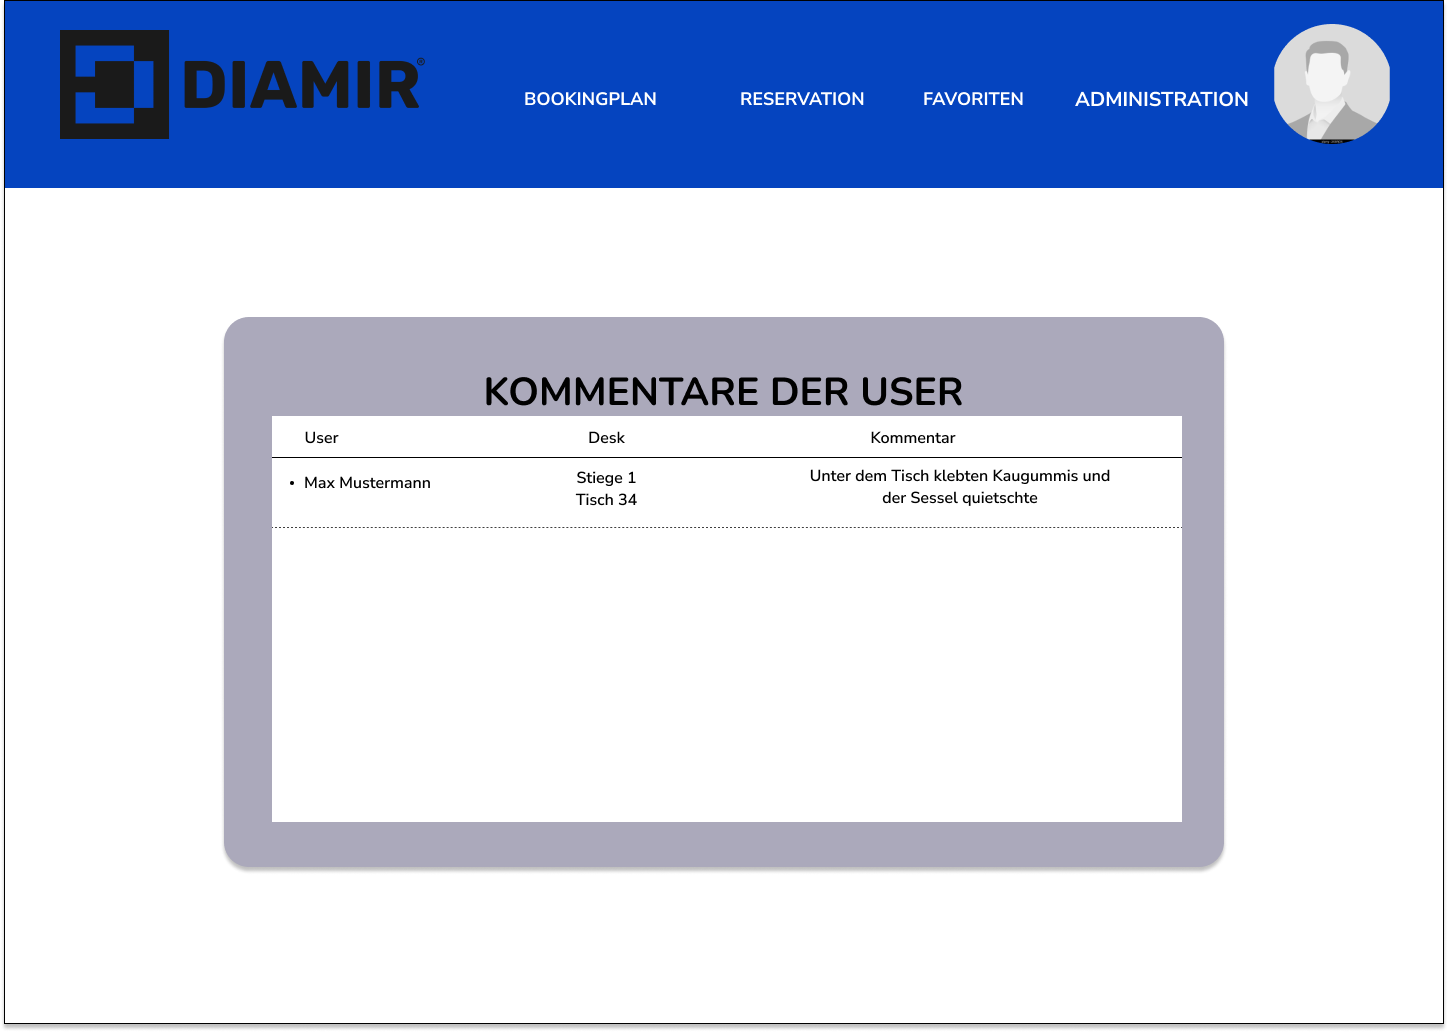 DIAMIR®
BOOKINGPLAN
RESERVATION
FAVORITEN
ADMINISTRATION
KOMMENTARE DER USER
User Desk Kommentar
• Max Mustermann
Stiege 1
Tisch 34
Unter dem Tisch klebten Kaugummis und
der Sessel quietschte